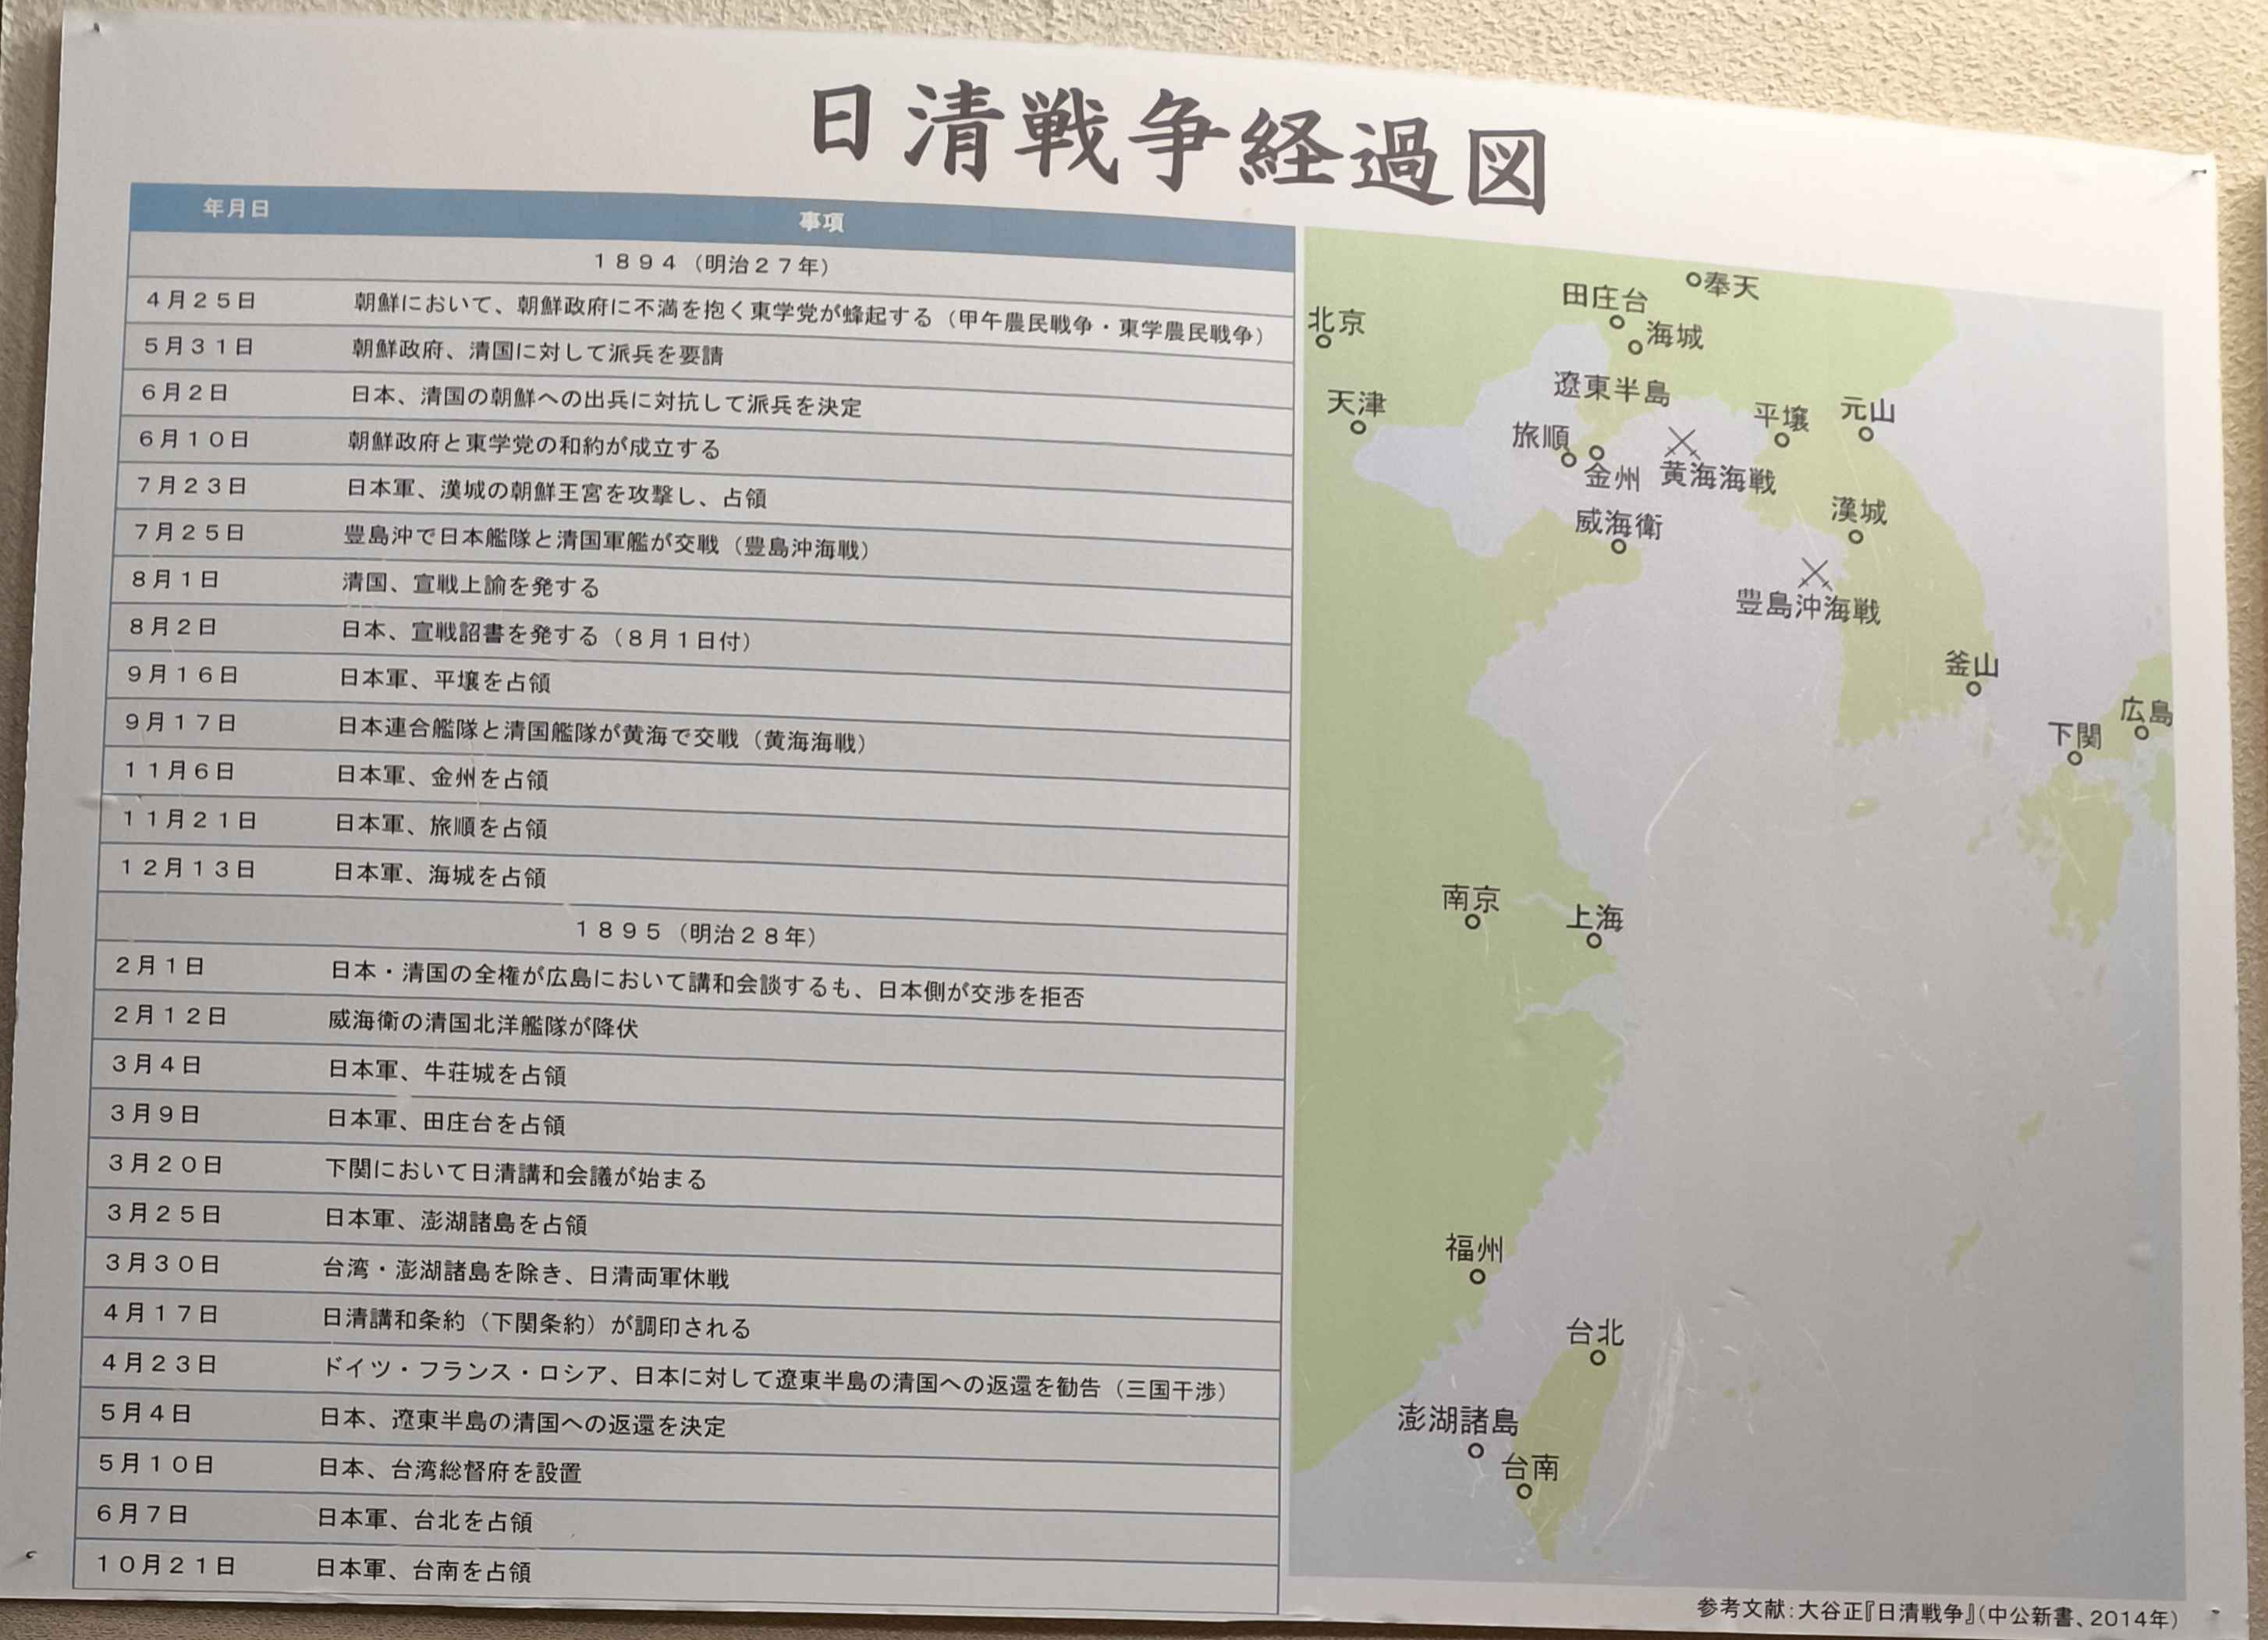 日清戦争経過図
年月日 事項
１８９４（明治２７年）
４月２５日 朝鮮において、朝鮮政府に不満を抱く東学党が蜂起する（甲午農民戦争・東学農民戦争）
５月３１日 朝鮮政府、清国に対して派兵を要請
６月２日 日本、清国の朝鮮への出兵に対抗して派兵を決定
６月１０日 朝鮮政府と東学党の和約が成立する
７月２３日 日本軍、漢城の朝鮮王宮を攻撃し、占領
７月２５日 豊島沖で日本艦隊と清国軍艦が交戦（豊島沖海戦）
８月１日 清国、宣戦上諭を発する
８月２日 日本、宣戦詔書を発する（８月１日付）
９月１６日 日本軍、平壌を占領
９月１７日 日本連合艦隊と清国艦隊が黄海で交戦（黄海海戦）
１１月６日 日本軍、金州を占領
１１月２１日 日本軍、旅順を占領
１２月１３日 日本軍、海城を占領
１８９５（明治２８年）
２月１日 日本・清国の全権が広島において講和会談するも、日本側が交渉を拒否
２月１２日 威海衛の清国北洋艦隊が降伏
３月４日 日本軍、牛荘城を占領
３月９日 日本軍、田庄台を占領
３月２０日 下関において日清講和会議が始まる
３月２５日 日本軍、澎湖諸島を占領
３月３０日 台湾・澎湖諸島を除き、日清両軍休戦
４月１７日 日清講和条約（下関条約）が調印される
４月２３日 ドイツ・フランス・ロシア、日本に対して遼東半島の清国への返還を勧告（三国干渉）
５月４日 日本、遼東半島の清国への返還を決定
５月１０日 日本、台湾総督府を設置
６月７日 日本軍、台北を占領
１０月２１日 日本軍、台南を占領
奉天
田庄台
北京
海城
遼東半島
天津
平壌
元山
旅順
金州
黄海海戦
漢城
威海衛
豊島沖海戦
釜山
広島
下関
南京
上海
福州
台北
澎湖諸島
台南
参考文献：大谷正『日清戦争』（中公新書、2014年）